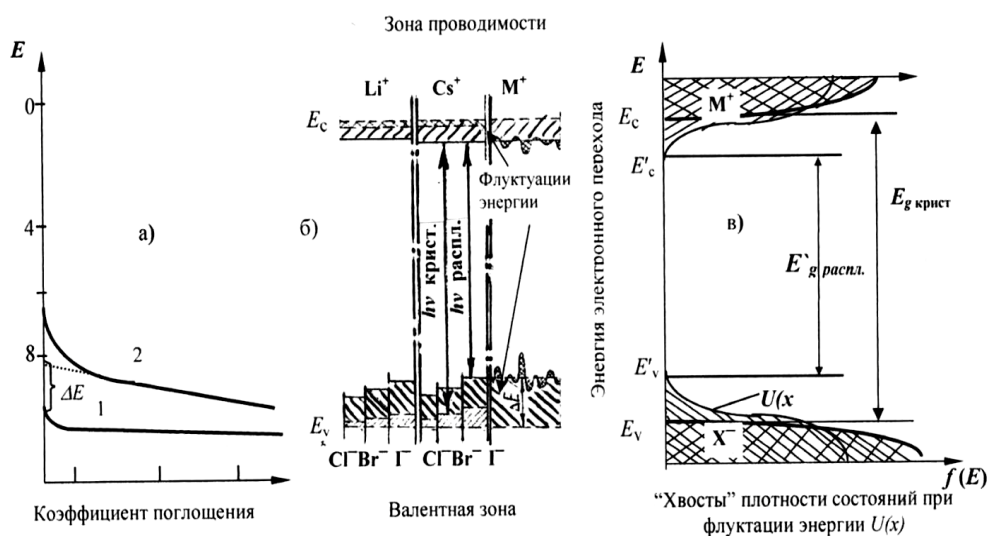 Зона проводимости
E
0
4
8
а)
2
1
ΔE
Коэффициент поглощения
б)
Li⁺
Cs⁺
M⁺
E_c
Флуктуации
энергии
hν крист.
hν распл.
ΔE
E_v
Cl⁻ Br⁻ I⁻ Cl⁻ Br⁻ I⁻
Валентная зона
Энергия электронного перехода
E
M⁺
E_c
E'_c
E_g крист
в)
E`_g распл.
E'_v
U(x
E_v
X⁻
f (E)
“Хвосты” плотности состояний при
флуктации энергии U(x)